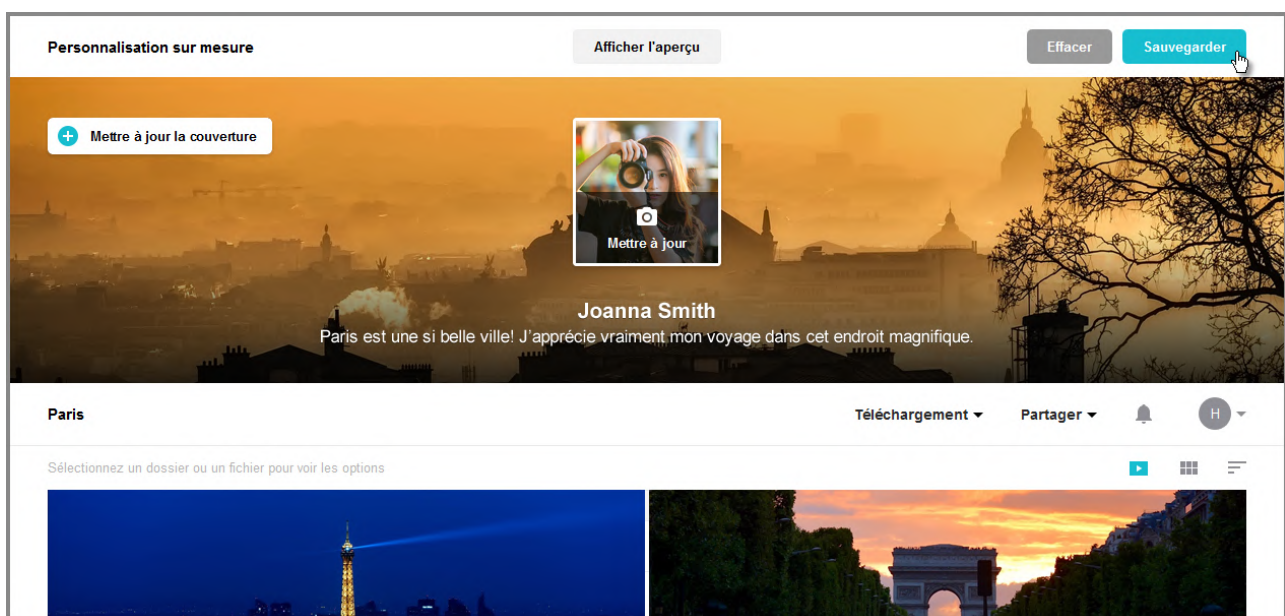 Personnalisation sur mesure
Afficher l'aperçu
Effacer
Sauvegarder
Mettre à jour la couverture
Mettre à jour
Joanna Smith
Paris est une si belle ville! J’apprécie vraiment mon voyage dans cet endroit magnifique.
Paris
Téléchargement
Partager
H
Sélectionnez un dossier ou un fichier pour voir les options